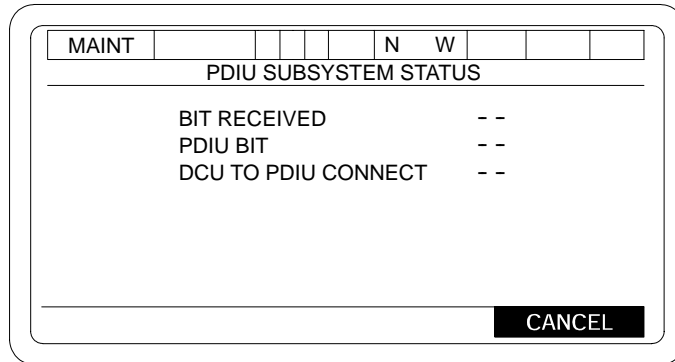 MAINT N W
PDIU SUBSYSTEM STATUS
BIT RECEIVED - -
PDIU BIT - -
DCU TO PDIU CONNECT - -
CANCEL